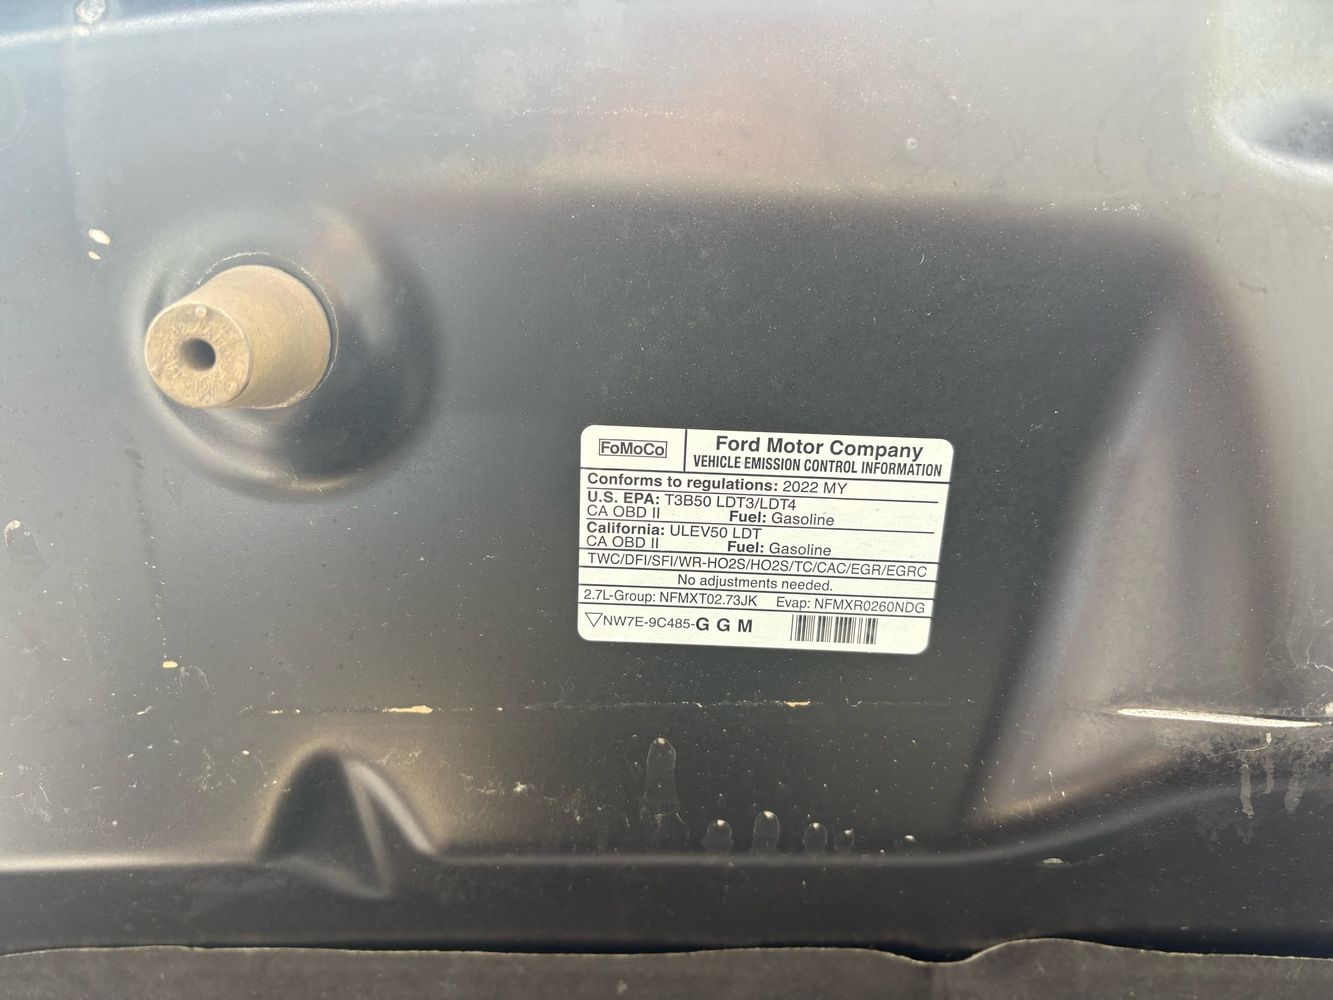 FoMoCo
Ford Motor Company
VEHICLE EMISSION CONTROL INFORMATION
Conforms to regulations: 2022 MY
U.S. EPA: T3B50 LDT3/LDT4
CA OBD II Fuel: Gasoline
California: ULEV50 LDT
CA OBD II Fuel: Gasoline
TWC/DFI/SFI/WR-HO2S/HO2S/TC/CAC/EGR/EGRC
No adjustments needed.
2.7L-Group: NFMXT02.73JK Evap: NFMXR0260NDG
NW7E-9C485-G G M